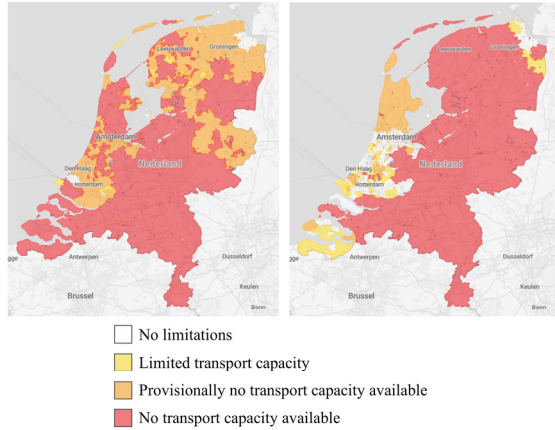 Leeuwarden
Groningen
Amsterdam
Nederland
Den Haag
Rotterdam
Antwerpen
Dusseldorf
Brussel
Keulen
Bonn
Leeuwarden
Groningen
Amsterdam
Nederland
Den Haag
Rotterdam
gge
Antwerpen
Dusseldorf
Brussel
Keulen
Bonn
No limitations
Limited transport capacity
Provisionally no transport capacity available
No transport capacity available